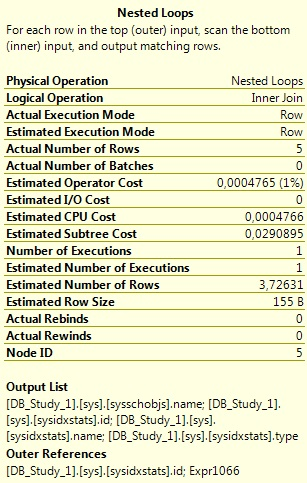 Nested Loops
For each row in the top (outer) input, scan the bottom
(inner) input, and output matching rows.
Physical Operation Nested Loops
Logical Operation Inner Join
Actual Execution Mode Row
Estimated Execution Mode Row
Actual Number of Rows 5
Actual Number of Batches 0
Estimated Operator Cost 0,0004765 (1%)
Estimated I/O Cost 0
Estimated CPU Cost 0,0004766
Estimated Subtree Cost 0,0290895
Number of Executions 1
Estimated Number of Executions 1
Estimated Number of Rows 3,72631
Estimated Row Size 155 B
Actual Rebinds 0
Actual Rewinds 0
Node ID 5
Output List
[DB_Study_1].[sys].[sysschobjs].name; [DB_Study_1].
[sys].[sysidxstats].id; [DB_Study_1].[sys].
[sysidxstats].name; [DB_Study_1].[sys].[sysidxstats].type
Outer References
[DB_Study_1].[sys].[sysidxstats].id; Expr1066